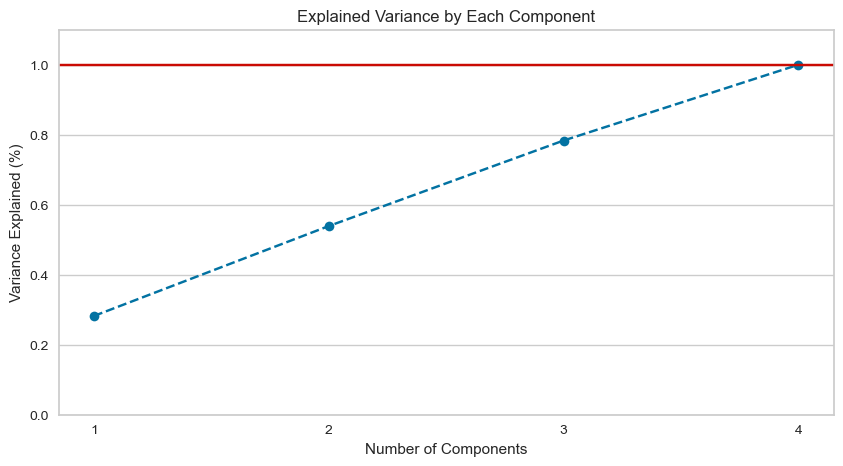 Explained Variance by Each Component
1.0
0.8
0.6
0.4
0.2
0.0
Variance Explained (%)
1 2 3 4
Number of Components